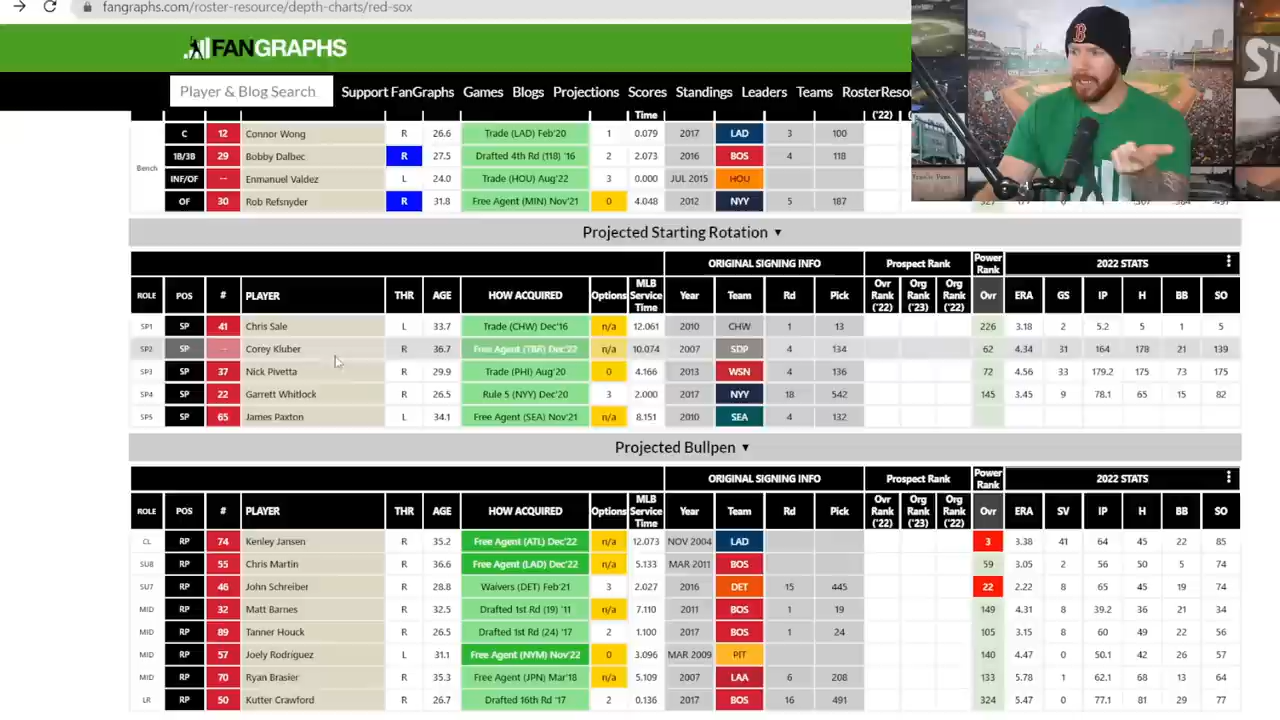 fangraphs.com/roster-resource/depth-charts/red-sox
FANGRAPHS
Player & Blog Search Support FanGraphs Games Blogs Projections Scores Standings Leaders Teams
Time ('22) ('23) ('22)
Bench
C 12 Connor Wong R 26.6 Trade (LAD) Feb'20 1 0.079 2017 LAD 3 100
1B/3B 29 Bobby Dalbec R 27.5 Drafted 4th Rd (118) '16 2 2.073 2016 BOS 4 118
INF/OF -- Enmanuel Valdez L 24.0 Trade (HOU) Aug'22 3 0.000 JUL 2015 HOU
OF 30 Rob Refsnyder R 31.8 Free Agent (MIN) Nov'21 0 4.048 2012 NYY 5 187
Projected Starting Rotation ▼
ORIGINAL SIGNING INFO Prospect Rank Power Rank 2022 STATS
ROLE POS # PLAYER THR AGE HOW ACQUIRED Options MLB Service Time Year Team Rd Pick Ovr Rank ('22) Org Rank ('23) Org Rank ('22) Ovr ERA GS IP H BB SO
SP1 SP 41 Chris Sale L 33.7 Trade (CHW) Dec'16 n/a 12.061 2010 CHW 1 13 226 3.18 2 5.2 5 1 5
SP2 SP -- Corey Kluber R 36.7 Free Agent (TBR) Dec'22 n/a 10.074 2007 SDP 4 134 62 4.34 31 164 178 21 139
SP3 SP 37 Nick Pivetta R 29.9 Trade (PHI) Aug'20 0 4.166 2013 WSN 4 136 72 4.56 33 179.2 175 73 175
SP4 SP 22 Garrett Whitlock R 26.5 Rule 5 (NYY) Dec'20 3 2.000 2017 NYY 18 542 145 3.45 9 78.1 65 15 82
SP5 SP 65 James Paxton L 34.1 Free Agent (SEA) Nov'21 n/a 8.151 2010 SEA 4 132
Projected Bullpen ▼
ORIGINAL SIGNING INFO Prospect Rank Power Rank 2022 STATS
ROLE POS # PLAYER THR AGE HOW ACQUIRED Options MLB Service Time Year Team Rd Pick Ovr Rank ('22) Org Rank ('23) Org Rank ('22) Ovr ERA SV IP H BB SO
CL RP 74 Kenley Jansen R 35.2 Free Agent (ATL) Dec'22 n/a 12.073 NOV 2004 LAD 3 3.38 41 64 45 22 85
SU8 RP 55 Chris Martin R 36.6 Free Agent (LAD) Dec'22 n/a 5.133 MAR 2011 BOS 59 3.05 2 56 50 5 74
SU7 RP 46 John Schreiber R 28.8 Waivers (DET) Feb'21 3 2.027 2016 DET 15 445 22 2.22 8 65 45 19 74
MID RP 32 Matt Barnes R 32.5 Drafted 1st Rd (19) '11 n/a 7.110 2011 BOS 1 19 149 4.31 8 39.2 36 21 34
MID RP 89 Tanner Houck R 26.5 Drafted 1st Rd (24) '17 2 1.100 2017 BOS 1 24 105 3.15 8 60 49 22 56
MID RP 57 Joely Rodriguez L 31.1 Free Agent (NYM) Nov'22 0 3.096 MAR 2009 PIT 140 4.47 0 50.1 42 26 57
MID RP 70 Ryan Brasier R 35.3 Free Agent (JPN) Mar'18 n/a 5.109 2007 LAA 6 208 133 5.78 1 62.1 68 13 64
LR RP 50 Kutter Crawford R 26.7 Drafted 16th Rd '17 2 0.136 2017 BOS 16 491 324 5.47 0 77.1 81 29 77